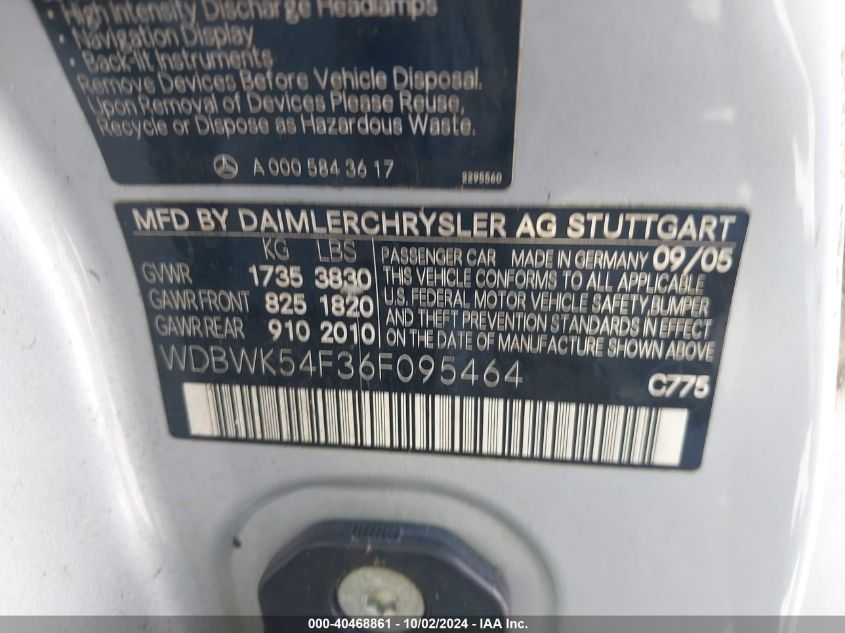 • High Intensity Discharge Headlamps
• Navigation Display
• Back-lit Instruments
Remove Devices Before Vehicle Disposal.
Upon Removal of Devices Please Reuse,
Recycle or Dispose as Hazardous Waste.
A 000 584 36 17
2295560
MFD BY DAIMLERCHRYSLER AG STUTTGART
KG LBS
GVWR 1735 3830
GAWR FRONT 825 1820
GAWR REAR 910 2010
PASSENGER CAR MADE IN GERMANY 09/05
THIS VEHICLE CONFORMS TO ALL APPLICABLE
U.S. FEDERAL MOTOR VEHICLE SAFETY, BUMPER
AND THEFT PREVENTION STANDARDS IN EFFECT
ON THE DATE OF MANUFACTURE SHOWN ABOVE.
WDBWK54F36F095464
C775
000-40468861 - 10/02/2024 - IAA Inc.